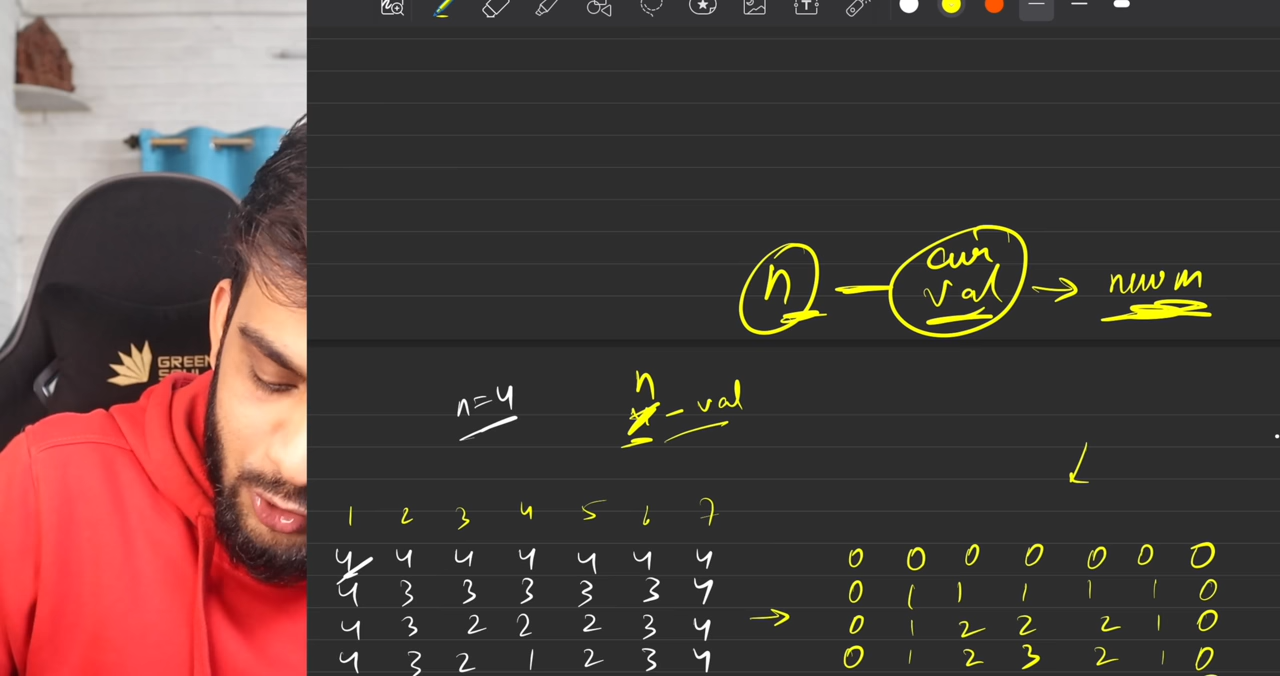 n - curr val → new n
n=4
n
- val
1 2 3 4 5 6 7
4 4 4 4 4 4 4
4 3 3 3 3 3 4
4 3 2 2 2 3 4
4 3 2 1 2 3 4
→
0 0 0 0 0 0 0
0 1 1 1 1 1 0
0 1 2 2 2 1 0
0 1 2 3 2 1 0
GREEN